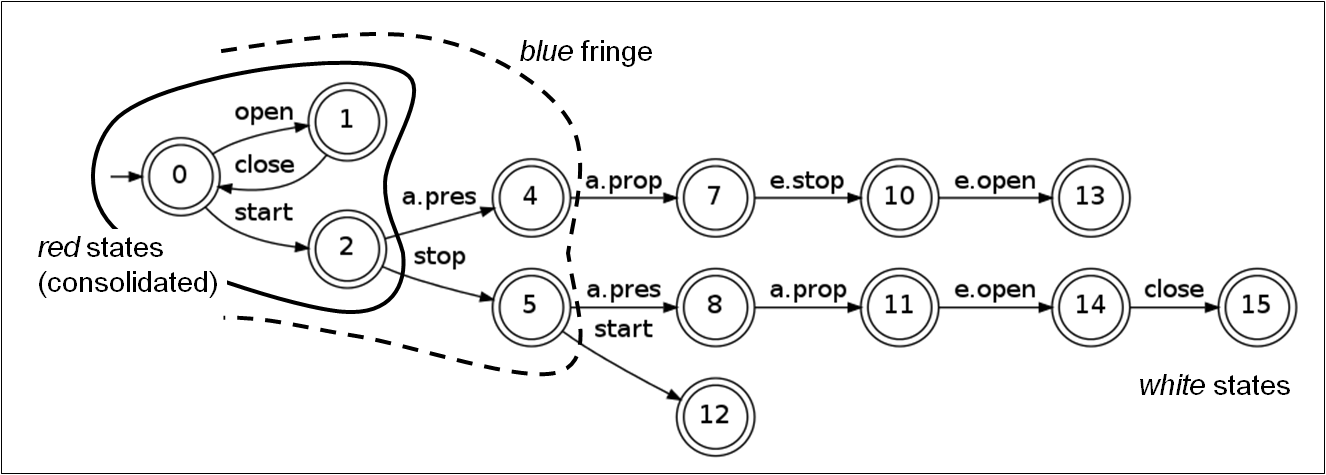 blue fringe
open
1
0
close
start
2
red states
(consolidated)
a.pres
4
a.prop
7
e.stop
10
e.open
13
stop
5
a.pres
8
a.prop
11
e.open
14
close
15
start
12
white states